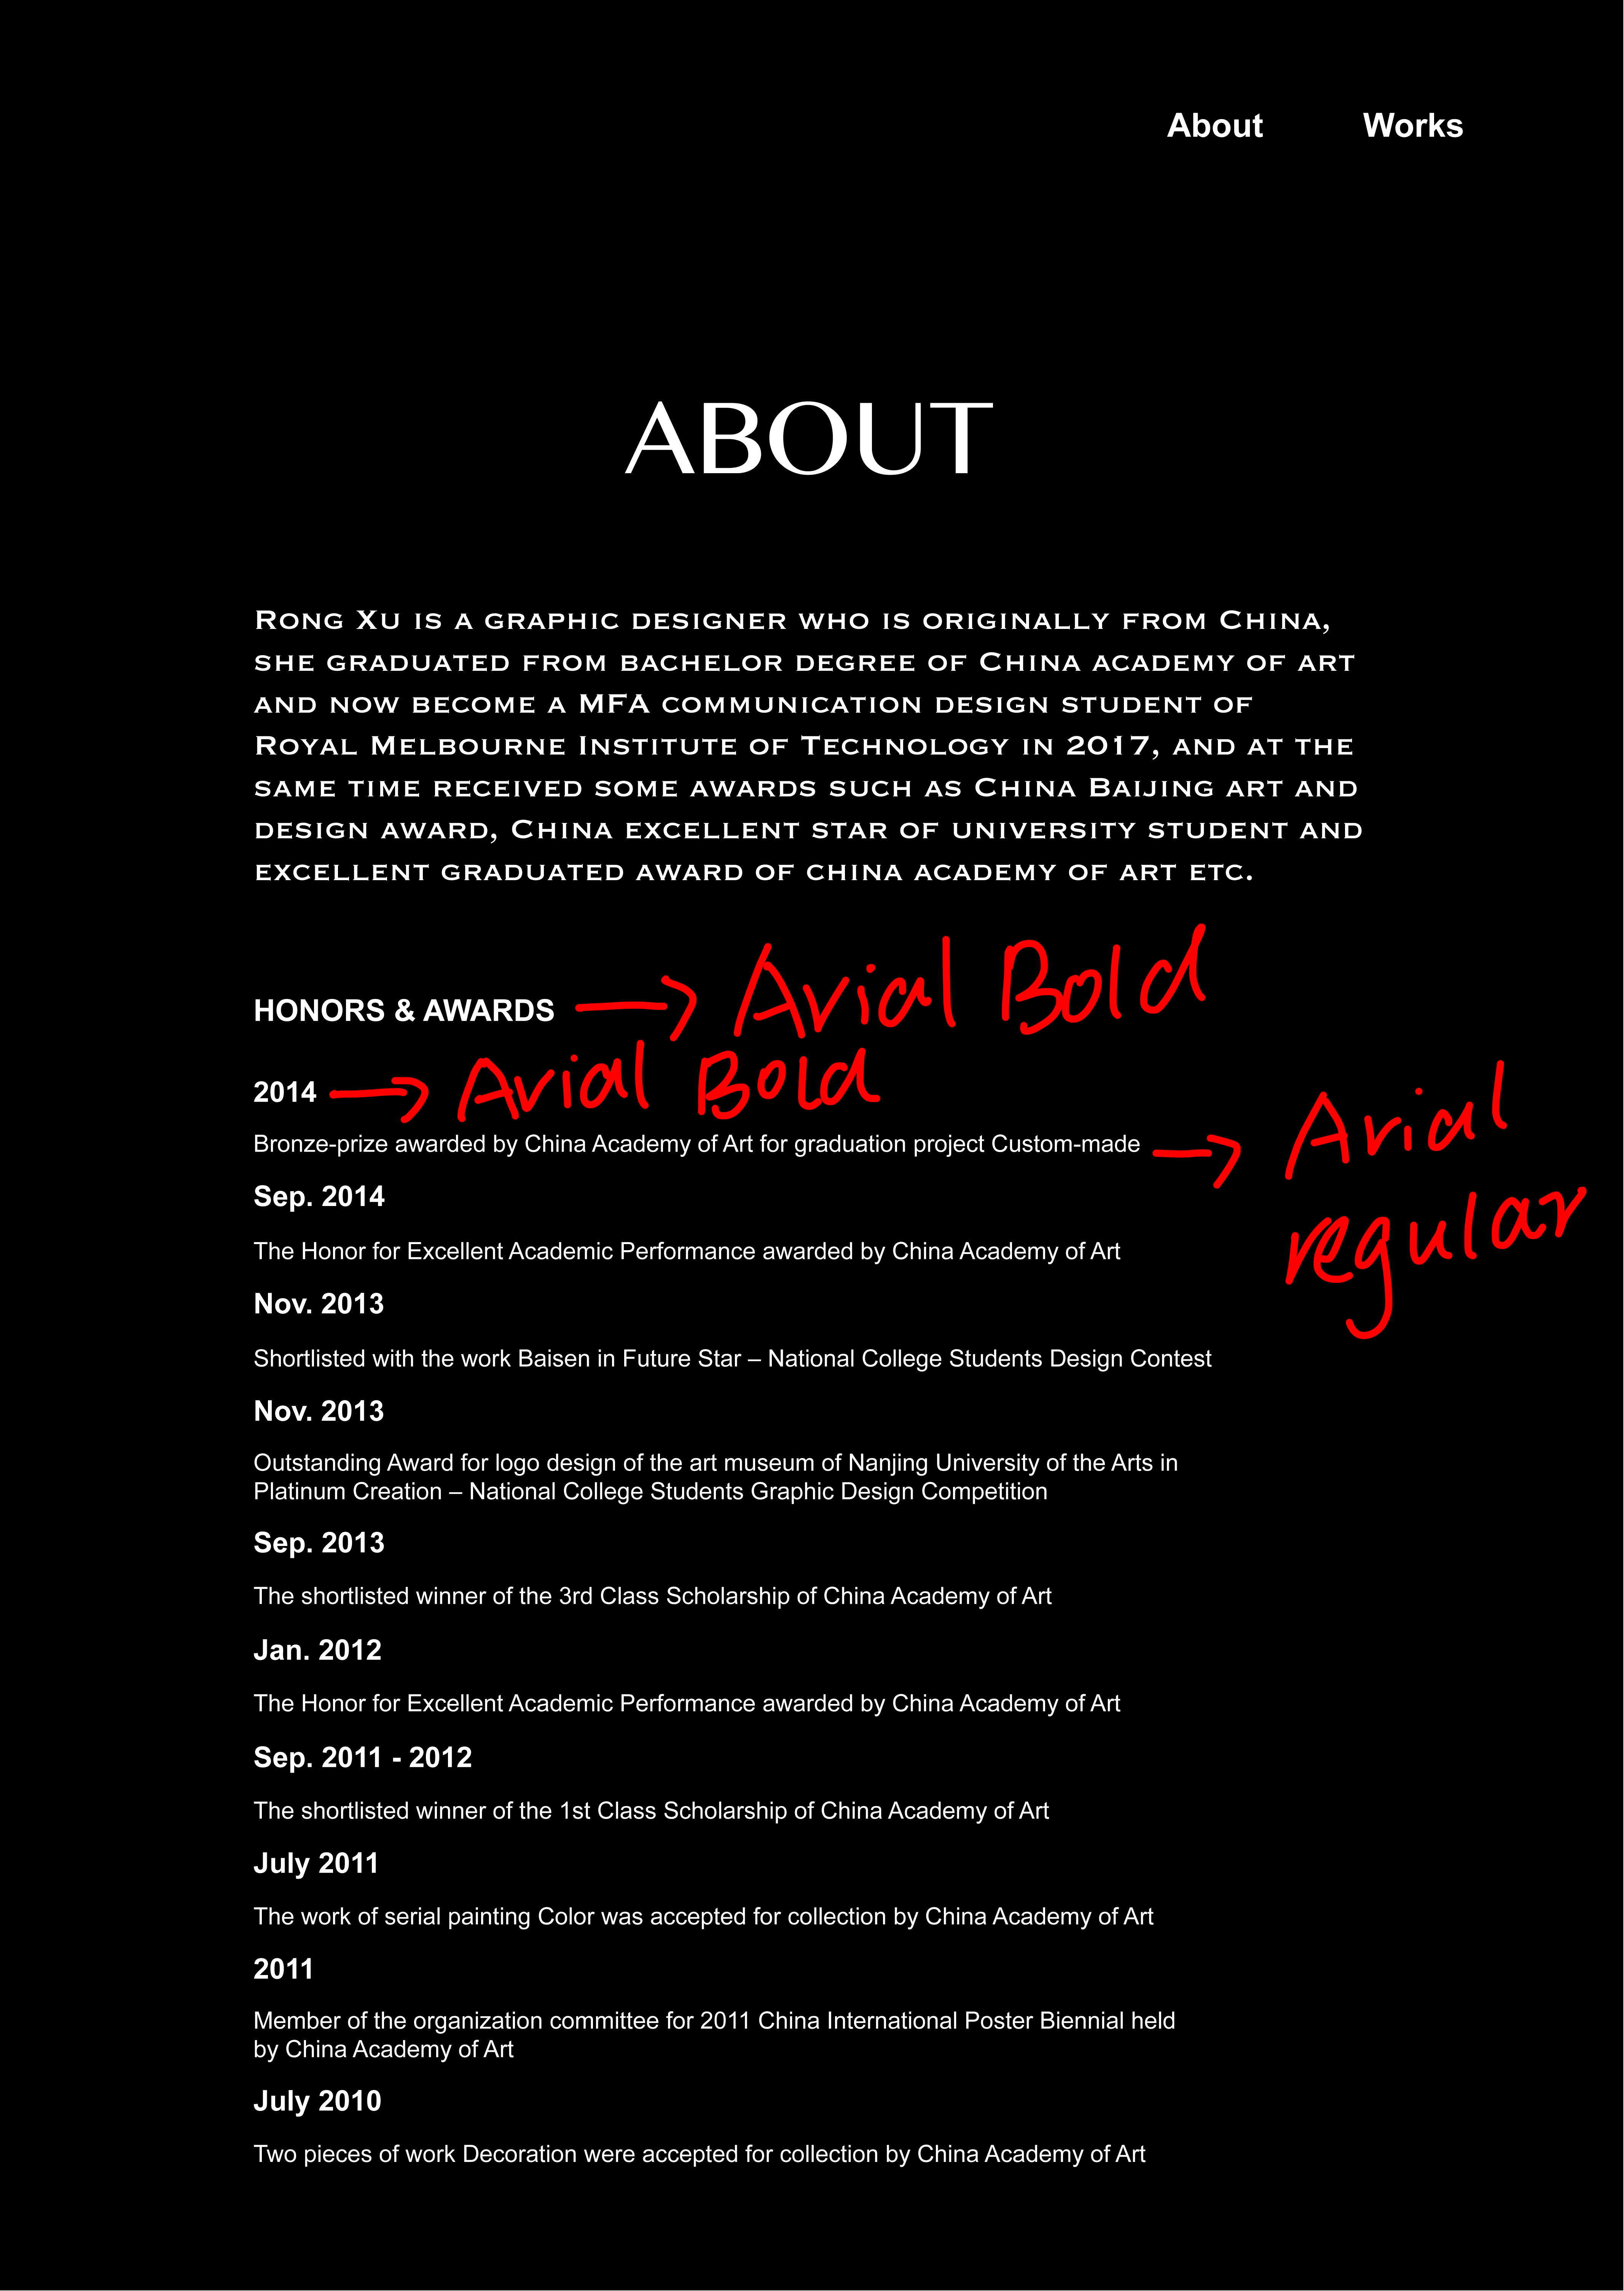 About Works
ABOUT
Rong Xu is a graphic designer who is originally from China,
she graduated from bachelor degree of China academy of art
and now become a MFA communication design student of
Royal Melbourne Institute of Technology in 2017, and at the
same time received some awards such as China Baijing art and
design award, China excellent star of university student and
excellent graduated award of china academy of art etc.
HONORS & AWARDS → Arial Bold
2014 → Arial Bold
Bronze-prize awarded by China Academy of Art for graduation project Custom-made → Arial
regular
Sep. 2014
The Honor for Excellent Academic Performance awarded by China Academy of Art
Nov. 2013
Shortlisted with the work Baisen in Future Star – National College Students Design Contest
Nov. 2013
Outstanding Award for logo design of the art museum of Nanjing University of the Arts in
Platinum Creation – National College Students Graphic Design Competition
Sep. 2013
The shortlisted winner of the 3rd Class Scholarship of China Academy of Art
Jan. 2012
The Honor for Excellent Academic Performance awarded by China Academy of Art
Sep. 2011 - 2012
The shortlisted winner of the 1st Class Scholarship of China Academy of Art
July 2011
The work of serial painting Color was accepted for collection by China Academy of Art
2011
Member of the organization committee for 2011 China International Poster Biennial held
by China Academy of Art
July 2010
Two pieces of work Decoration were accepted for collection by China Academy of Art